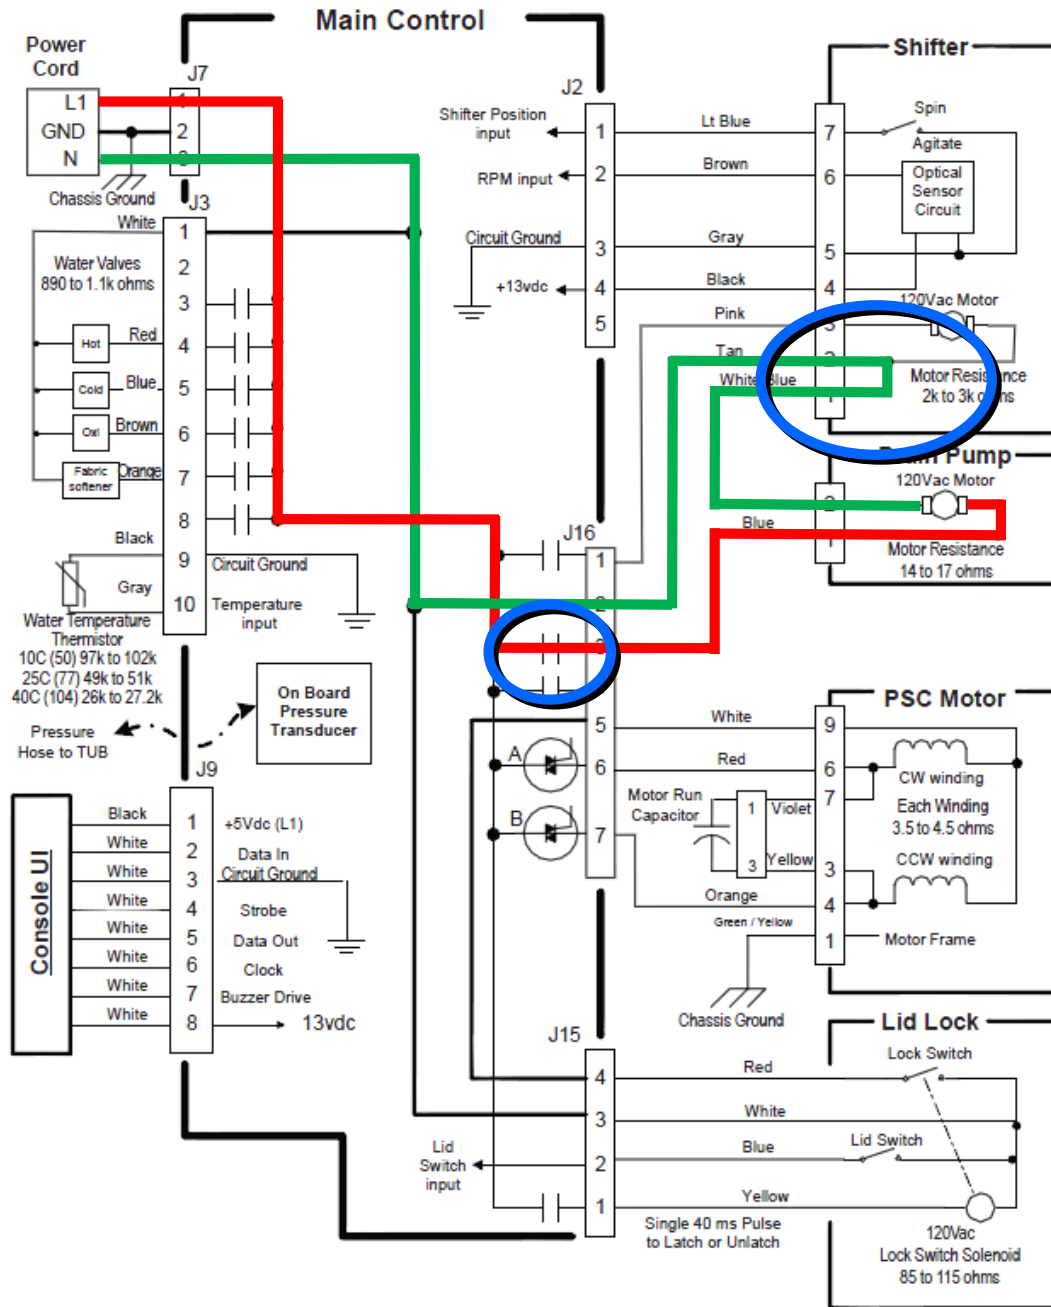 Main Control
Power
Cord
L1
GND
N
Chassis Ground
J7
2
J3
White
1
Water Valves
890 to 1.1k ohms
2
3
Hot
Red
4
Cold
Blue
5
Oxi
Brown
6
Fabric
softener
Orange
7
8
Black
9
Circuit Ground
Gray
10
Temperature
input
Water Temperature
Thermistor
10C (50) 97k to 102k
25C (77) 49k to 51k
40C (104) 26k to 27.2k
Pressure
Hose to TUB
On Board
Pressure
Transducer
J9
Console UI
Black
1
+5Vdc (L1)
White
2
Data In
White
3
Circuit Ground
White
4
Strobe
White
5
Data Out
White
6
Clock
White
7
Buzzer Drive
White
8
13vdc
J2
Shifter Position
input
1
Lt Blue
7
RPM input
2
Brown
6
Circuit Ground
3
Gray
5
+13vdc
4
Black
4
5
Pink
Tan
White Blue
Shifter
Spin
Agitate
Optical
Sensor
Circuit
120Vac Motor
Motor Resistance
2k to 3k ohms
Drain Pump
120Vac Motor
Blue
Motor Resistance
14 to 17 ohms
J16
1
2
3
5
White
9
A
6
Red
6
B
7
Orange
4
PSC Motor
CW winding
Motor Run
Capacitor
1
Violet
7
Each Winding
3.5 to 4.5 ohms
3
Yellow
3
CCW winding
Green / Yellow
1
Motor Frame
Chassis Ground
J15
4
Red
3
White
Lid
Switch
input
2
Blue
1
Yellow
Single 40 ms Pulse
to Latch or Unlatch
Lid Lock
Lock Switch
Lid Switch
120Vac
Lock Switch Solenoid
85 to 115 ohms